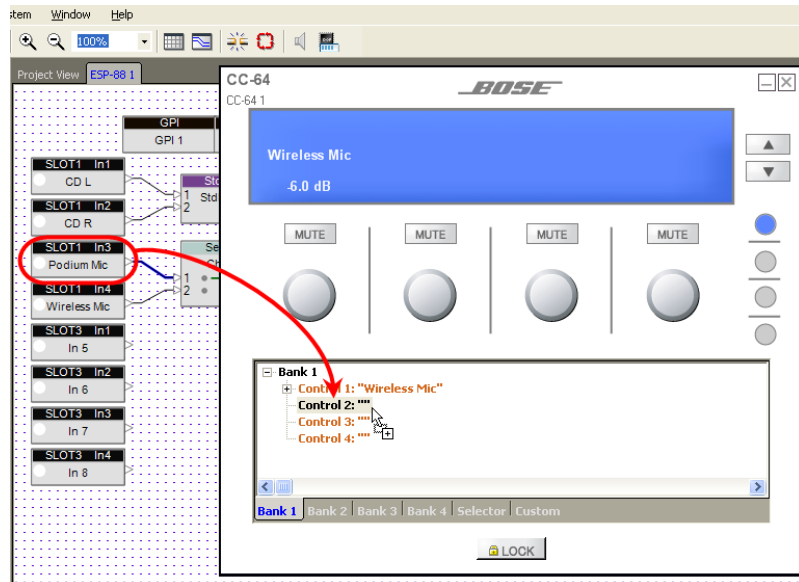 stem Window Help
100%
Project View ESP-88 1
GPI
GPI 1
SLOT1 In1
CD L
SLOT1 In2
CD R
SLOT1 In3
Podium Mic
SLOT1 In4
Wireless Mic
SLOT3 In1
In 5
SLOT3 In2
In 6
SLOT3 In3
In 7
SLOT3 In4
In 8
1 Std
2
1
2
CC-64
CC-64 1
BOSE
Wireless Mic
-6.0 dB
MUTE MUTE MUTE MUTE
Bank 1
Control 1: "Wireless Mic"
Control 2: ""
Control 3: ""
Control 4: ""
Bank 1 Bank 2 Bank 3 Bank 4 Selector Custom
LOCK